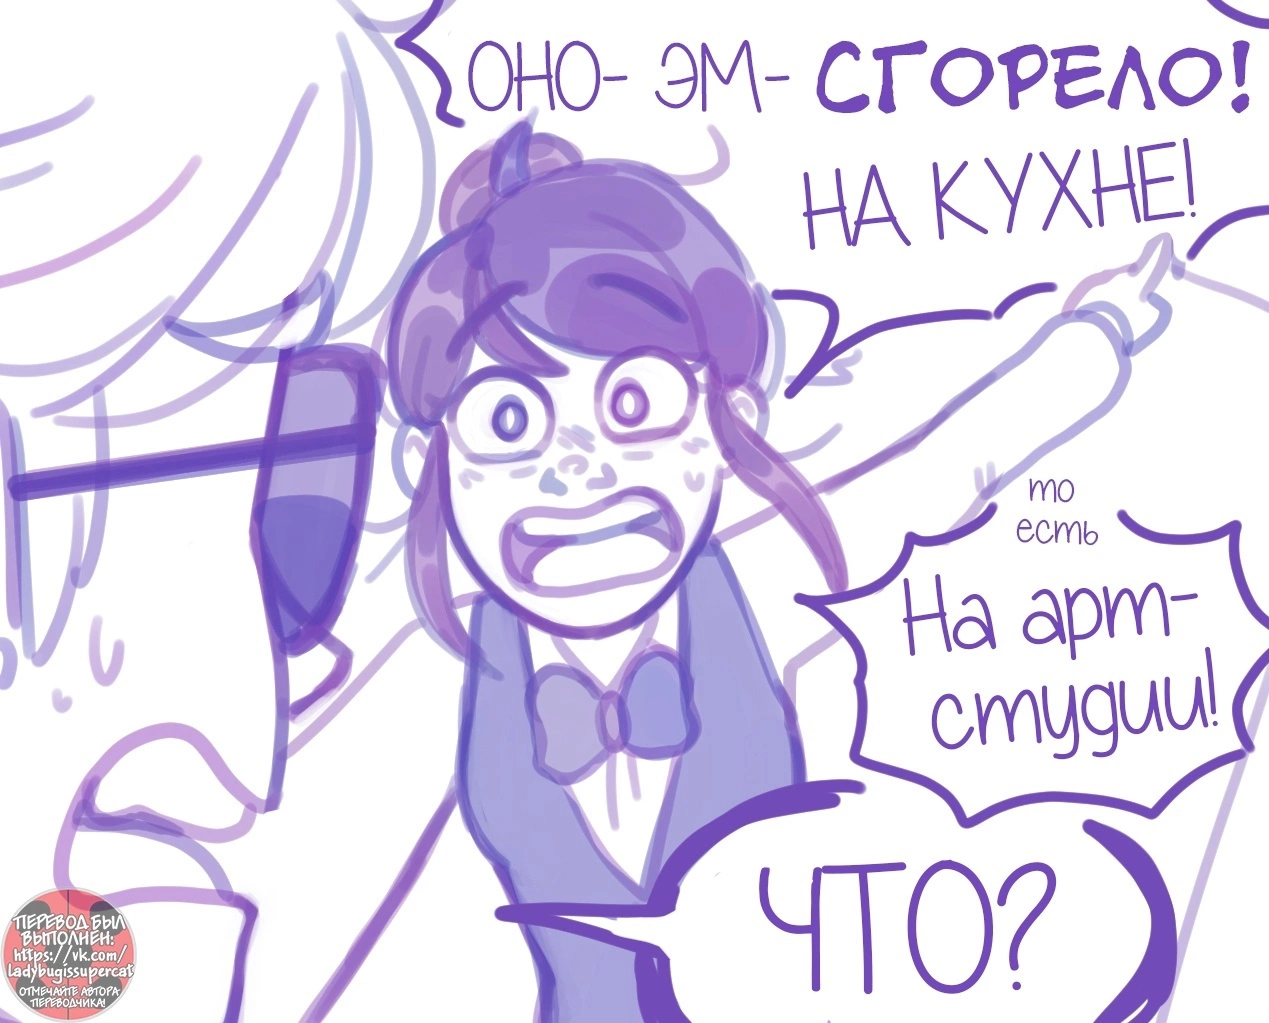 ОНО- ЭМ- СГОРЕЛО!
НА КУХНЕ!
то
есть
На арт-
студии!
ЧТО?
ПЕРЕВОД БЫЛ
ВЫПОЛНЕН:
https://vk.com/
ladybugissupercat
ОТМЕЧАЙТЕ АВТОРА
ПЕРЕВОДЧИКА!